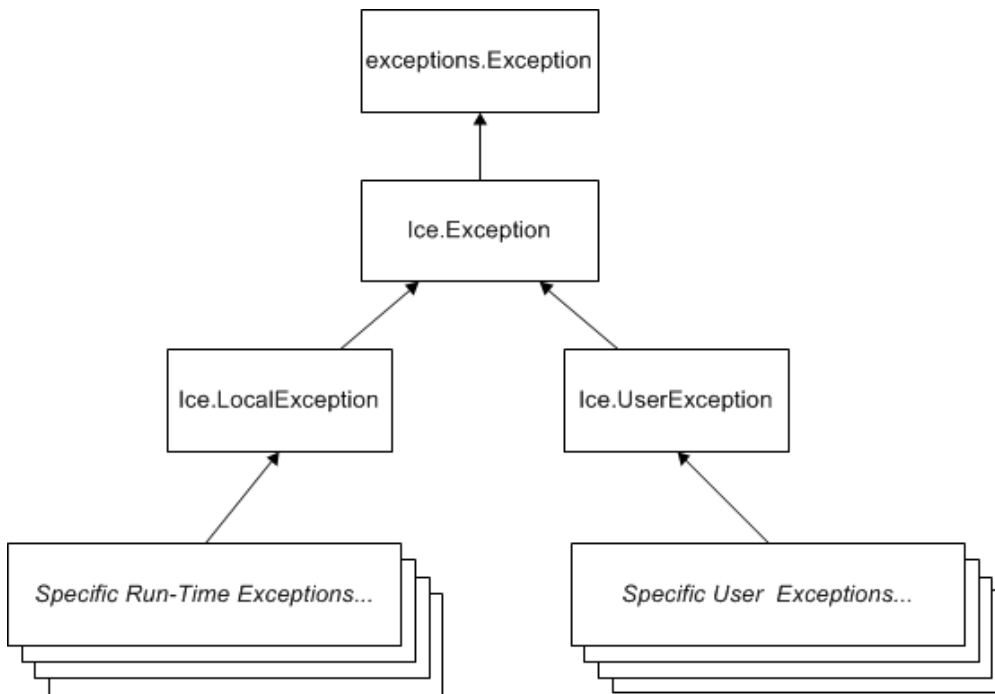 exceptions.Exception
Ice.Exception
Ice.LocalException
Ice.UserException
Specific Run-Time Exceptions...
Specific User Exceptions...